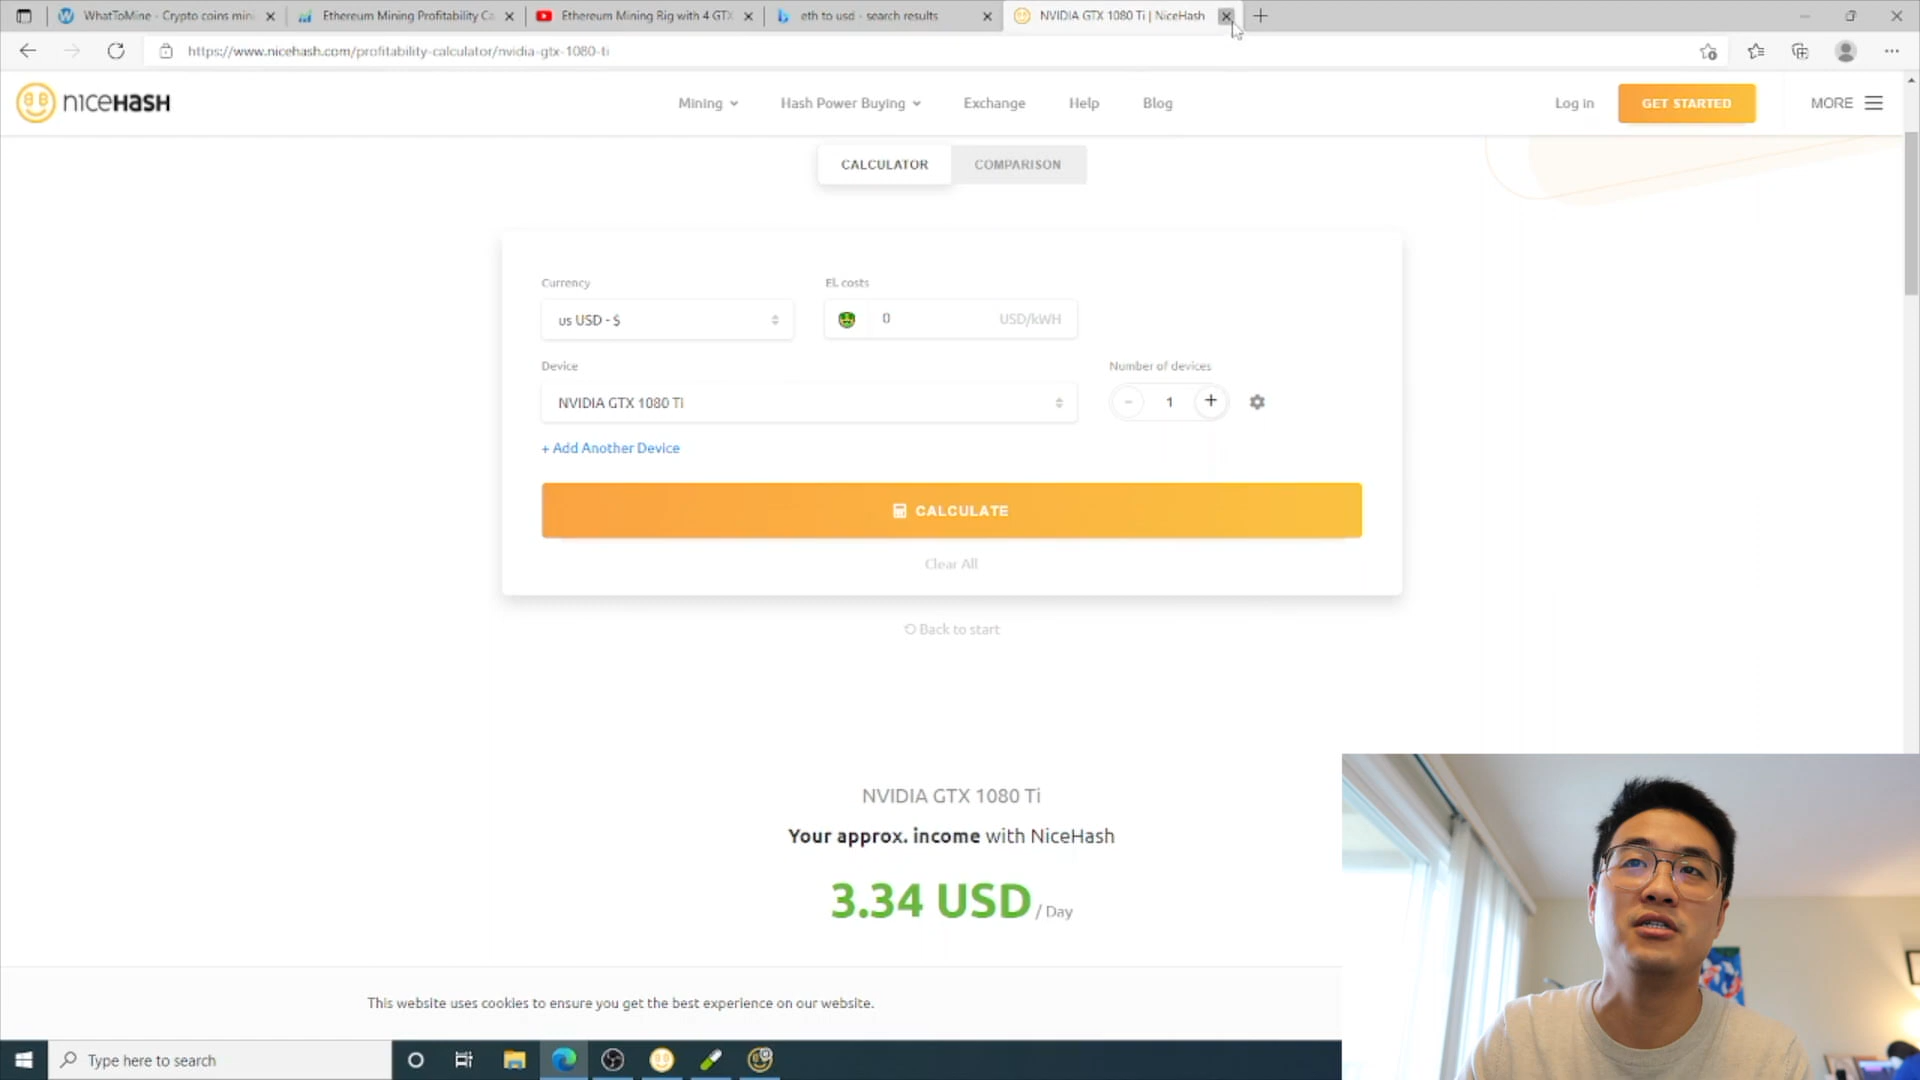 WhatToMine - Crypto coins mini
Ethereum Mining Profitability Ca
Ethereum Mining Rig with 4 GTX
eth to usd - search results
NVIDIA GTX 1080 Ti | NiceHash
https://www.nicehash.com/profitability-calculator/nvidia-gtx-1080-ti
niceHASH
Mining
Hash Power Buying
Exchange
Help
Blog
Log in
GET STARTED
MORE
CALCULATOR
COMPARISON
Currency
El. costs
us USD - $
0
USD/kWH
Device
Number of devices
NVIDIA GTX 1080 TI
- 1 +
+ Add Another Device
CALCULATE
Clear All
Back to start
NVIDIA GTX 1080 Ti
Your approx. income with NiceHash
3.34 USD / Day
This website uses cookies to ensure you get the best experience on our website.
Type here to search